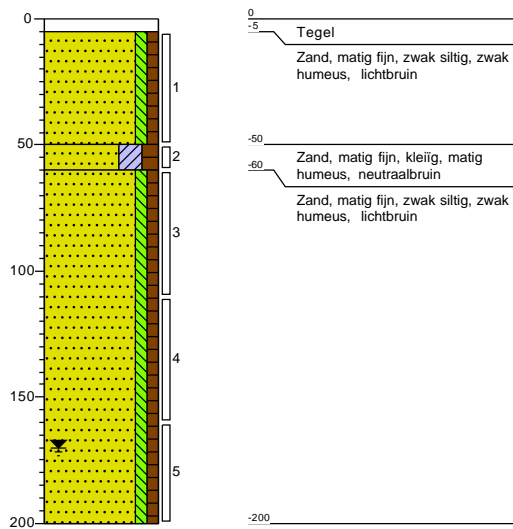 0
50
100
150
200
1
2
3
4
5
0
-5
Tegel
Zand, matig fijn, zwak siltig, zwak
humeus, lichtbruin
-50
Zand, matig fijn, kleiïg, matig
humeus, neutraalbruin
-60
Zand, matig fijn, zwak siltig, zwak
humeus, lichtbruin
-200